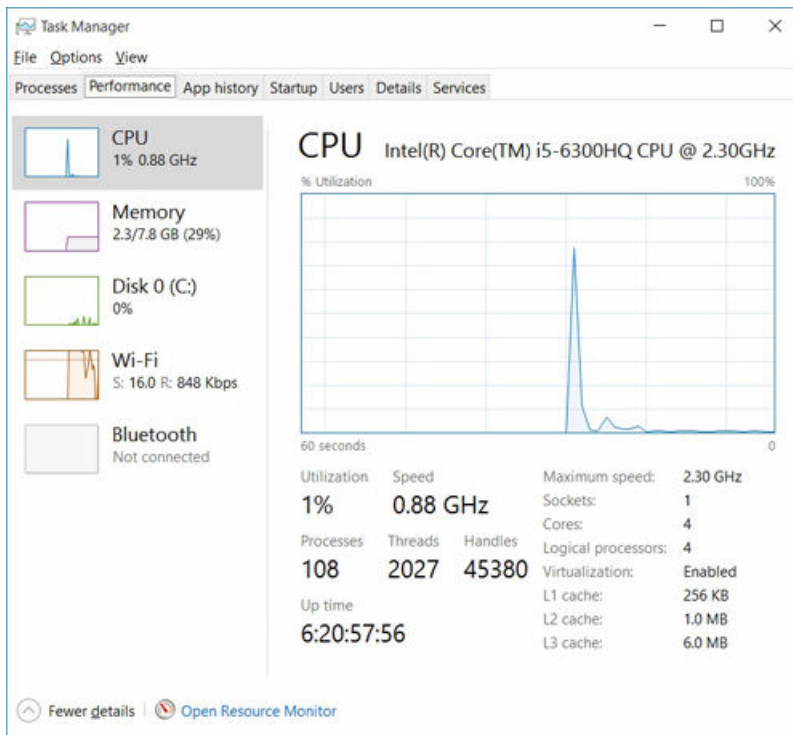 Task Manager
File Options View
Processes Performance App history Startup Users Details Services
CPU
1% 0.88 GHz
Memory
2.3/7.8 GB (29%)
Disk 0 (C:)
0%
Wi-Fi
S: 16.0 R: 848 Kbps
Bluetooth
Not connected
CPU Intel(R) Core(TM) i5-6300HQ CPU @ 2.30GHz
% Utilization 100%
60 seconds 0
Utilization Speed
1% 0.88 GHz
Processes Threads Handles
108 2027 45380
Up time
6:20:57:56
Maximum speed: 2.30 GHz
Sockets: 1
Cores: 4
Logical processors: 4
Virtualization: Enabled
L1 cache: 256 KB
L2 cache: 1.0 MB
L3 cache: 6.0 MB
Fewer details Open Resource Monitor